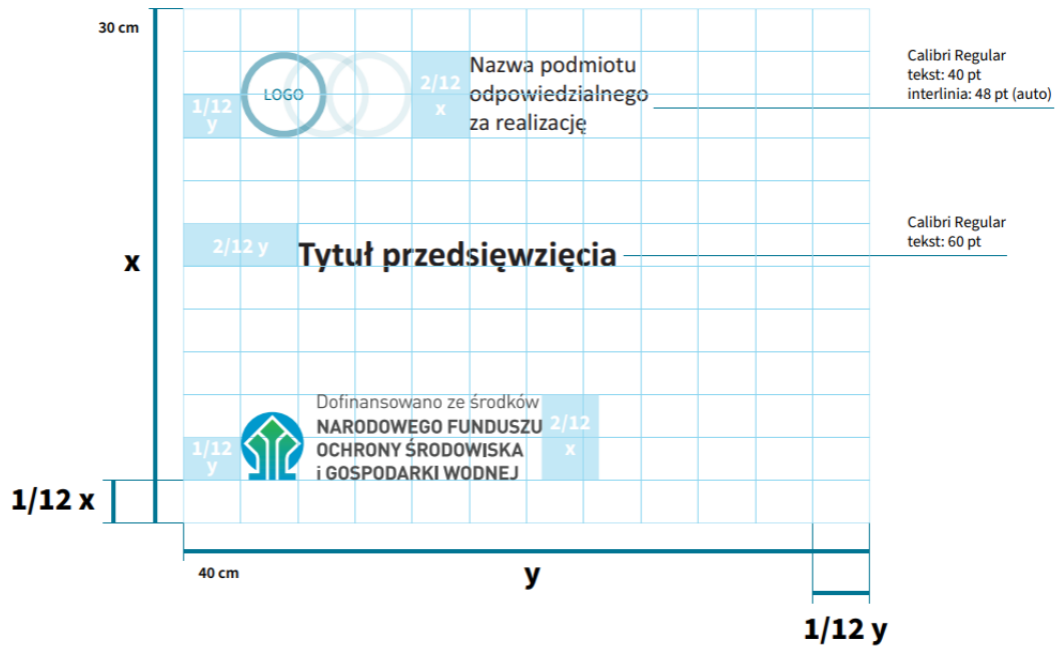 30 cm
Nazwa podmiotu
odpowiedzialnego
za realizację
2/12
x
LOGO
1/12
y
Calibri Regular
tekst: 40 pt
interlinia: 48 pt (auto)
2/12 y
Tytuł przedsięwzięcia
Calibri Regular
tekst: 60 pt
x
Dofinansowano ze środków
NARODOWEGO FUNDUSZU
OCHRONY ŚRODOWISKA
i GOSPODARKI WODNEJ
2/12
x
1/12
y
1/12 x
40 cm
y
1/12 y